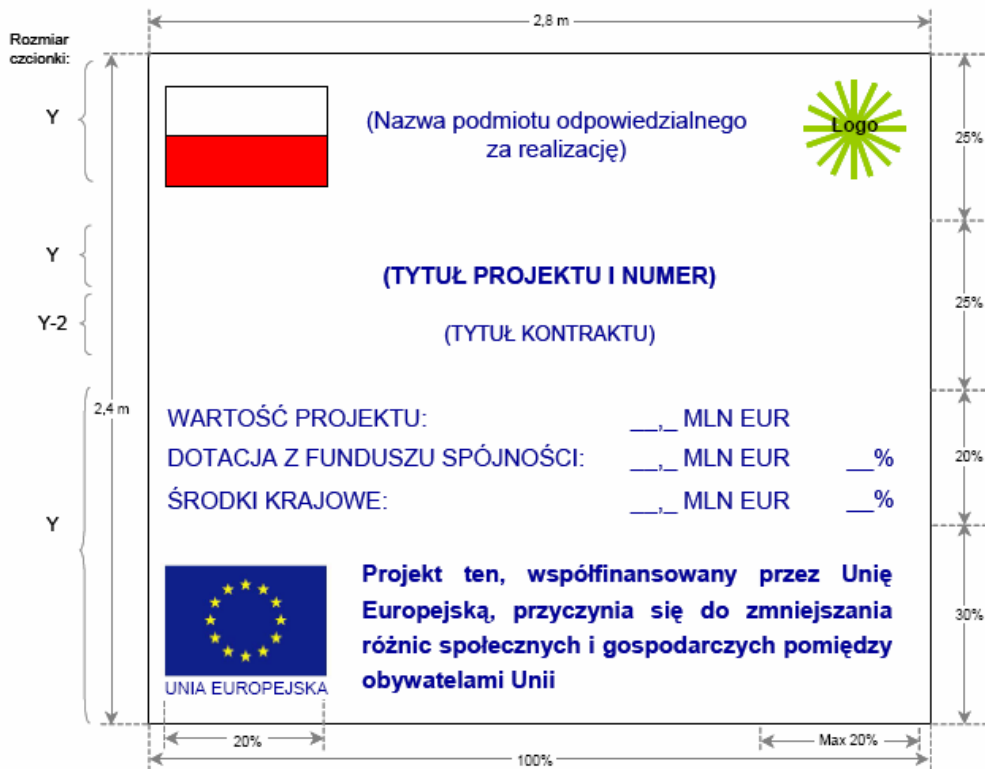 2,8 m
Rozmiar
czcionki:
Y
(Nazwa podmiotu odpowiedzialnego
za realizację)
Logo
25%
Y
(TYTUŁ PROJEKTU I NUMER)
25%
Y-2
(TYTUŁ KONTRAKTU)
2,4 m
WARTOŚĆ PROJEKTU: __,_ MLN EUR
DOTACJA Z FUNDUSZU SPÓJNOŚCI: __,_ MLN EUR __%
20%
ŚRODKI KRAJOWE: __,_ MLN EUR __%
Y
Projekt ten, współfinansowany przez Unię
Europejską, przyczynia się do zmniejszania
różnic społecznych i gospodarczych pomiędzy
obywatelami Unii
30%
UNIA EUROPEJSKA
20%
Max 20%
100%